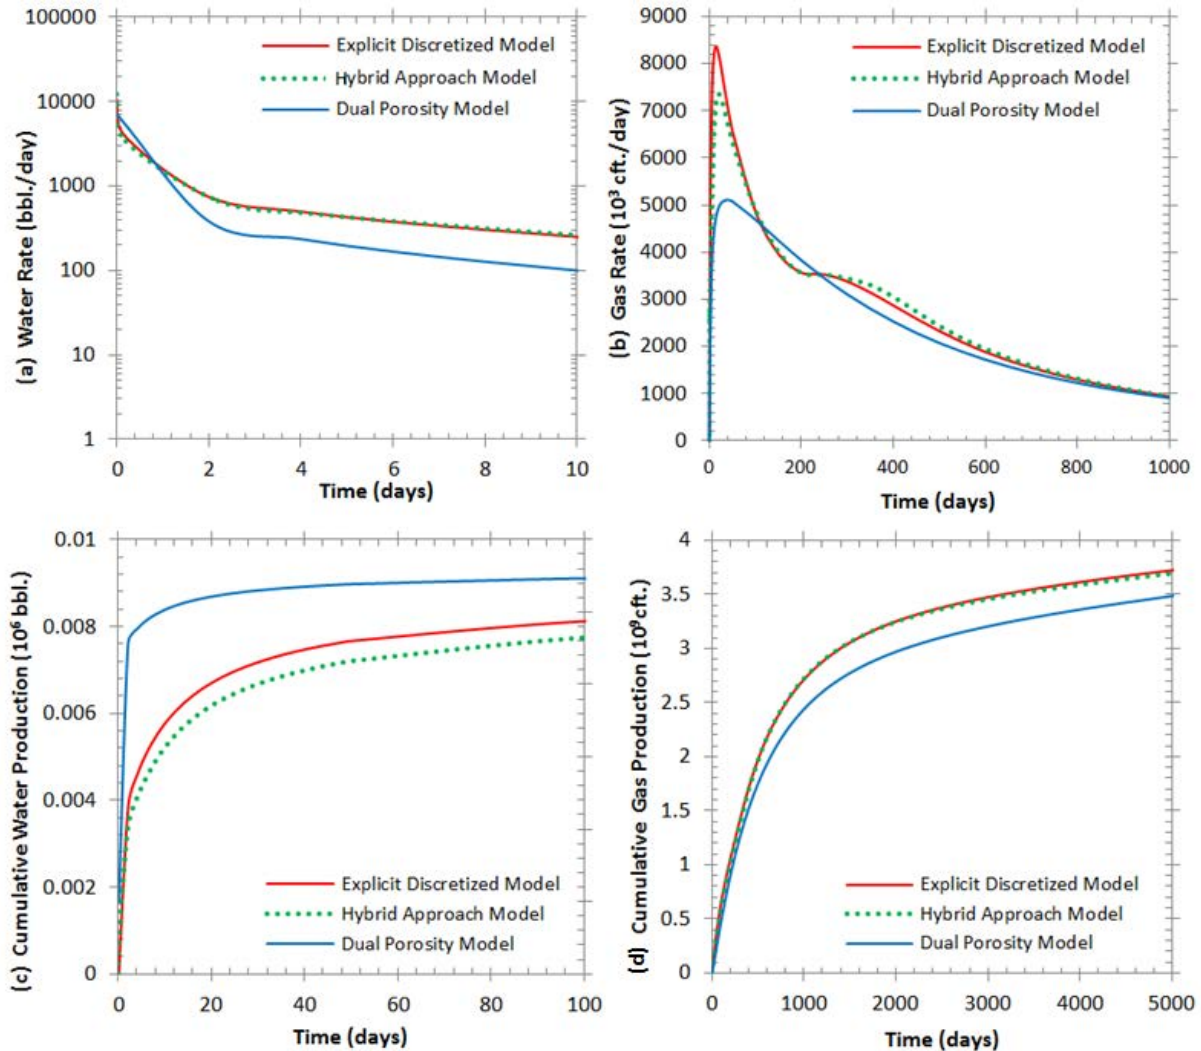 100000
10000
1000
100
10
1
(a) Water Rate (bbl./day)
Explicit Discretized Model
Hybrid Approach Model
Dual Porosity Model
0 2 4 6 8 10
Time (days)
9000
8000
7000
6000
5000
4000
3000
2000
1000
0
(b) Gas Rate (10³ cft./day)
Explicit Discretized Model
Hybrid Approach Model
Dual Porosity Model
0 200 400 600 800 1000
Time (days)
0.01
0.008
0.006
0.004
0.002
0
(c) Cumulative Water Production (10⁶ bbl.)
Explicit Discretized Model
Hybrid Approach Model
Dual Porosity Model
0 20 40 60 80 100
Time (days)
4
3.5
3
2.5
2
1.5
1
0.5
0
(d) Cumulative Gas Production (10⁹cft.)
Explicit Discretized Model
Hybrid Approach Model
Dual Porosity Model
0 1000 2000 3000 4000 5000
Time (days)